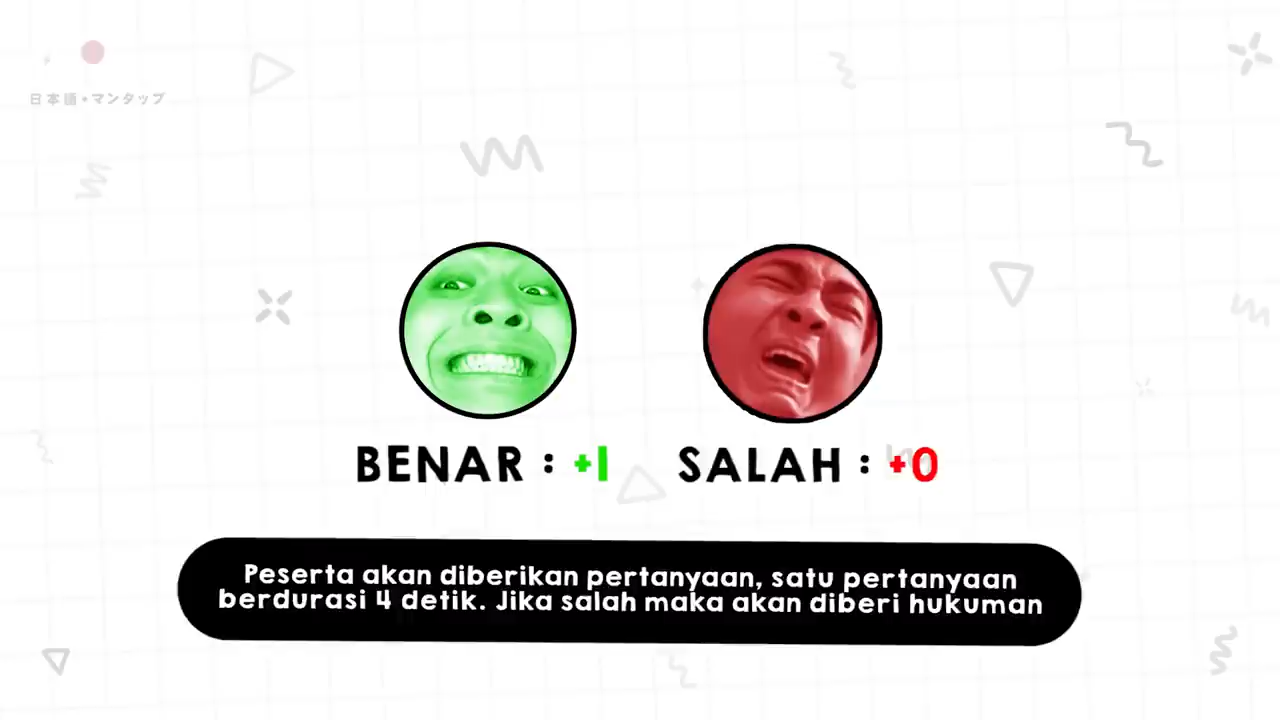 日本語・マンタップ
BENAR : +1
SALAH : +0
Peserta akan diberikan pertanyaan, satu pertanyaan
berdurasi 4 detik. Jika salah maka akan diberi hukuman